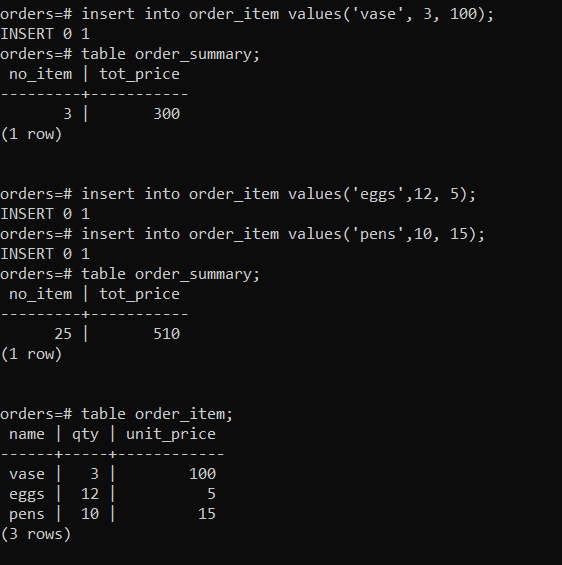 orders=# insert into order_item values('vase', 3, 100);
INSERT 0 1
orders=# table order_summary;
 no_item | tot_price
---------+-----------
       3 |       300
(1 row)
orders=# insert into order_item values('eggs',12, 5);
INSERT 0 1
orders=# insert into order_item values('pens',10, 15);
INSERT 0 1
orders=# table order_summary;
 no_item | tot_price
---------+-----------
      25 |       510
(1 row)
orders=# table order_item;
 name | qty | unit_price
------+-----+------------
 vase |   3 |        100
 eggs |  12 |          5
 pens |  10 |         15
(3 rows)